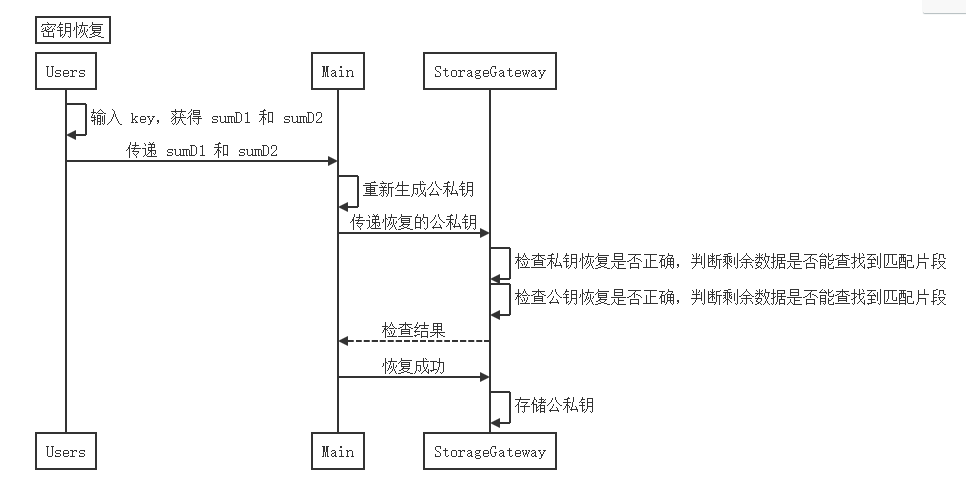 密钥恢复
Users Main StorageGateway
输入 key，获得 sumD1 和 sumD2
传递 sumD1 和 sumD2
重新生成公私钥
传递恢复的公私钥
检查私钥恢复是否正确，判断剩余数据是否能查找到匹配片段
检查公钥恢复是否正确，判断剩余数据是否能查找到匹配片段
检查结果
恢复成功
存储公私钥
Users Main StorageGateway